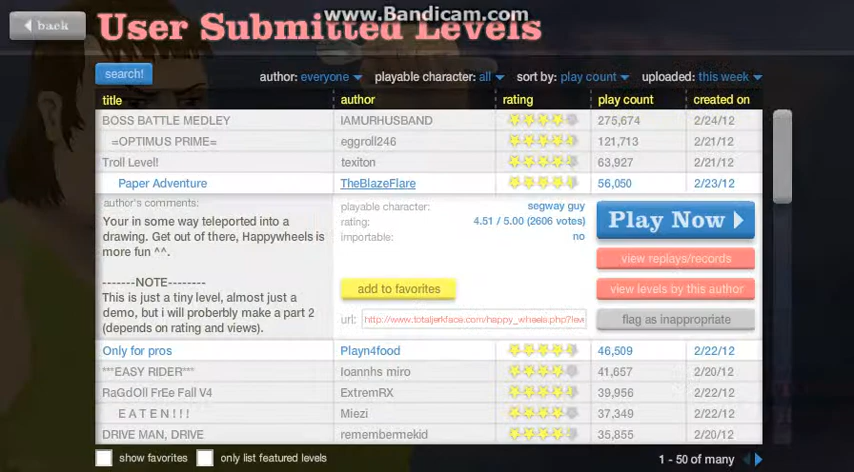 www.Bandicam.com
back
User Submitted Levels
search!
author: everyone playable character: all sort by: play count uploaded: this week
title author rating play count created on
BOSS BATTLE MEDLEY IAMURHUSBAND 275,674 2/24/12
=OPTIMUS PRIME= eggroll246 121,713 2/21/12
Troll Level! texiton 63,927 2/21/12
Paper Adventure TheBlazeFlare 56,050 2/23/12
author's comments:
Your in some way teleported into a
drawing. Get out of there, Happywheels is
more fun ^^.
-------NOTE--------
This is just a tiny level, almost just a
demo, but i will proberbly make a part 2
(depends on rating and views).
playable character: segway guy
rating: 4.51 / 5.00 (2606 votes)
importable: no
add to favorites
url: http://www.totaljerkface.com/happy_wheels.php?lev
Play Now
view replays/records
view levels by this author
flag as inappropriate
Only for pros Playn4food 46,509 2/22/12
***EASY RIDER*** Ioannhs miro 41,657 2/20/12
RaGdOll FrEe Fall V4 ExtremRX 39,956 2/22/12
E A T E N ! ! ! Miezi 37,349 2/22/12
DRIVE MAN, DRIVE remembermekid 35,855 2/20/12
show favorites only list featured levels 1 - 50 of many